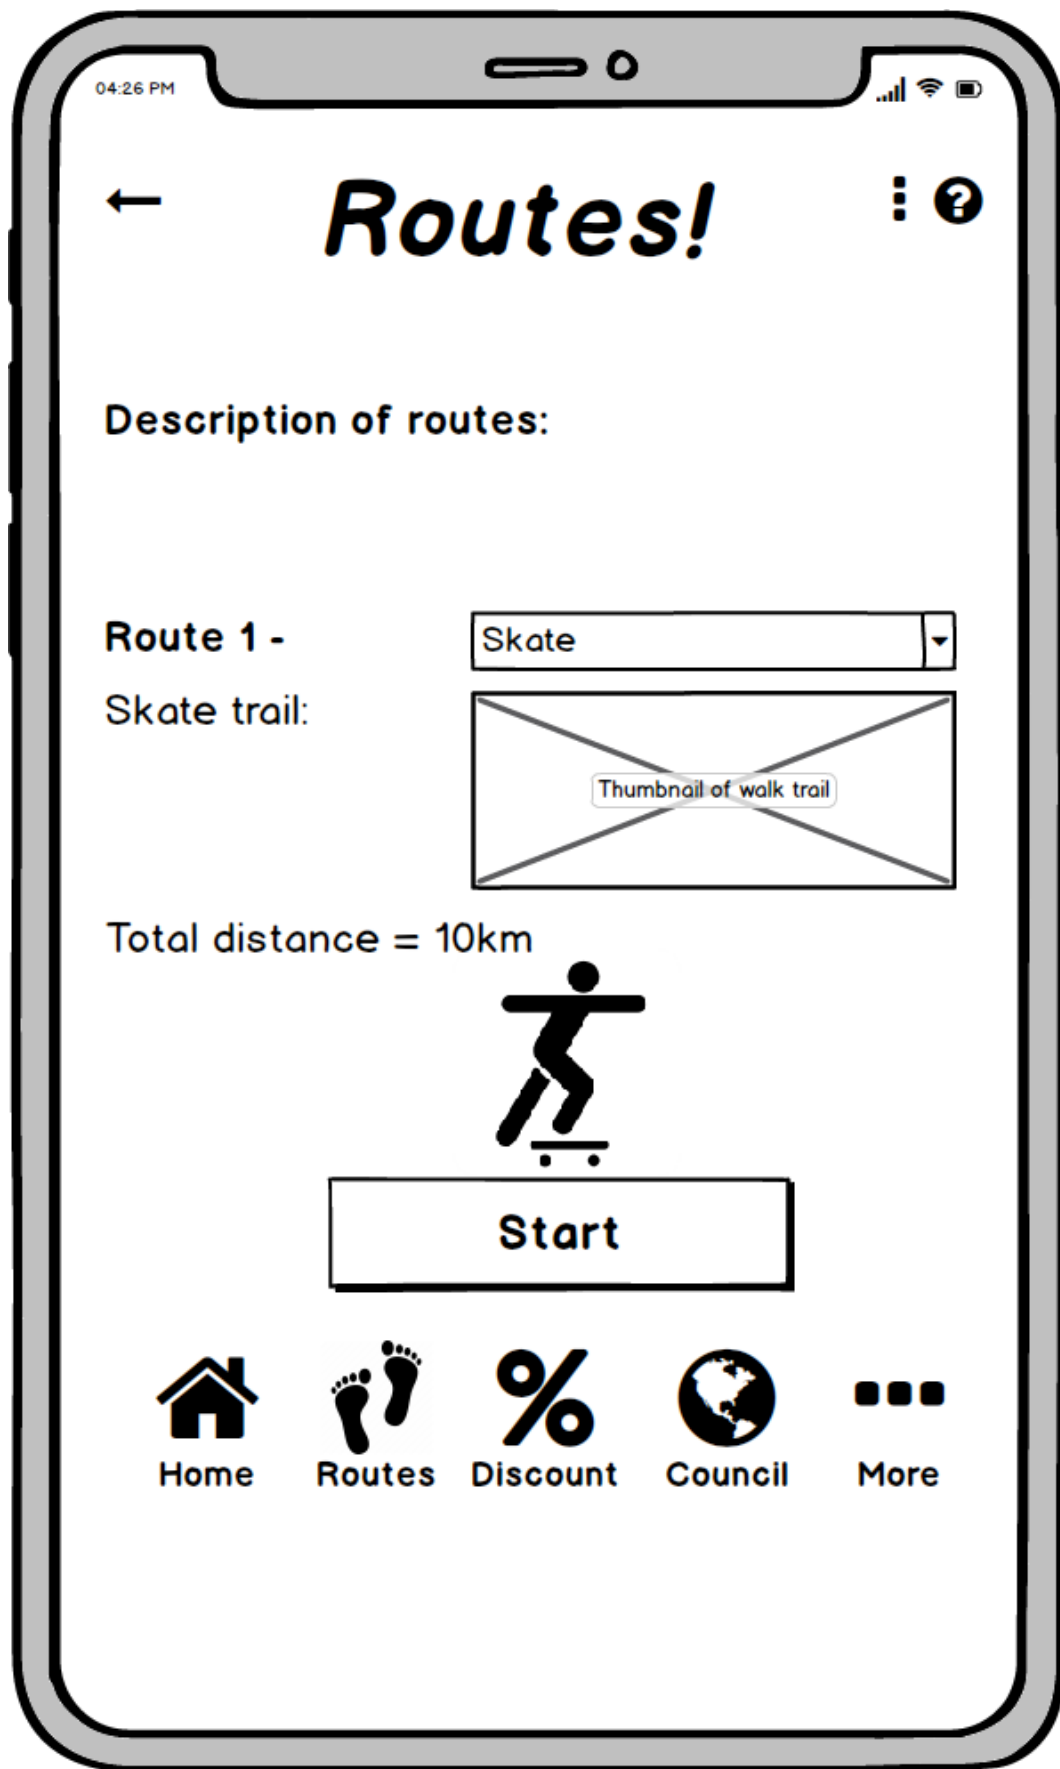 04:26 PM
Routes!
Description of routes:
Route 1 -
Skate
Skate trail:
Thumbnail of walk trail
Total distance = 10km
Start
Home Routes Discount Council More